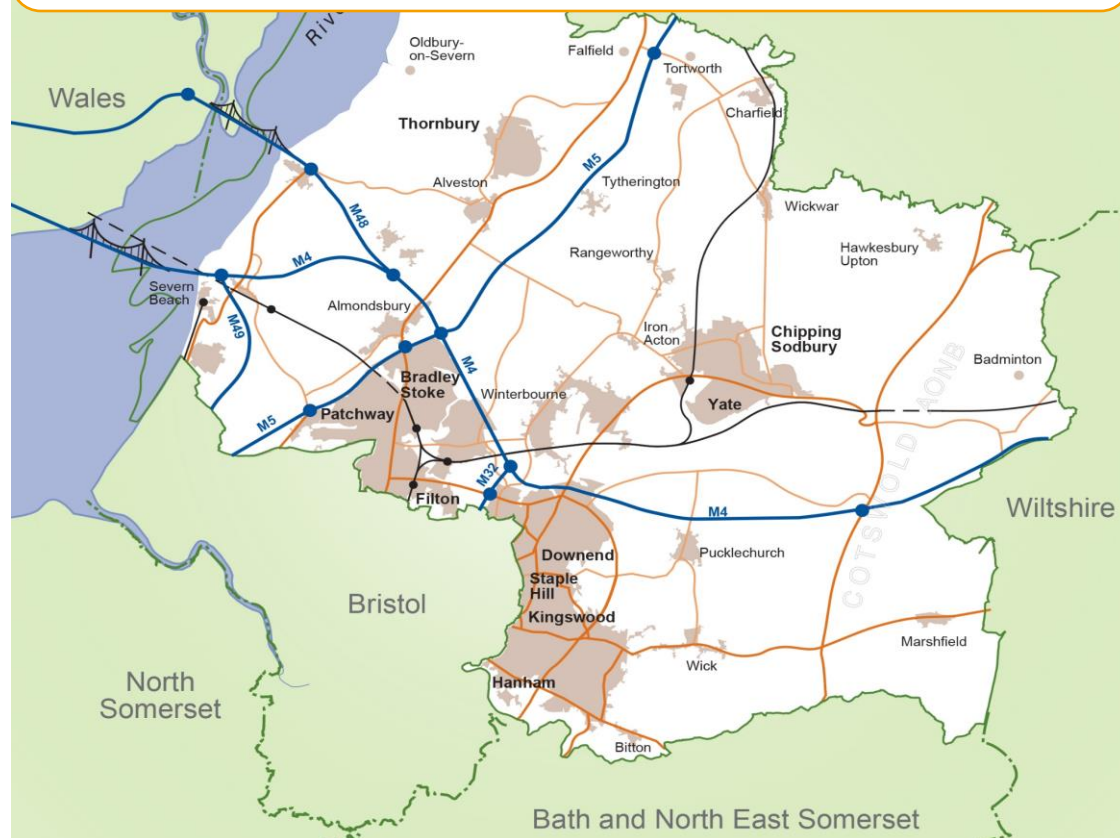 Rive
Oldbury-
on-Severn
Falfield
Tortworth
Wales
Charfield
Thornbury
M5
Alveston
Tytherington
Wickwar
M48
Rangeworthy
Hawkesbury
Upton
M4
Severn
Beach
Almondsbury
M49
Iron
Acton
Chipping
Sodbury
Badminton
M4
Bradley
Stoke
Winterbourne
Yate
Patchway
M5
COTSWOLD AONB
M32
Filton
M4
Wiltshire
Downend
Pucklechurch
Staple
Hill
Bristol
Kingswood
Marshfield
Wick
North
Somerset
Hanham
Bitton
Bath and North East Somerset